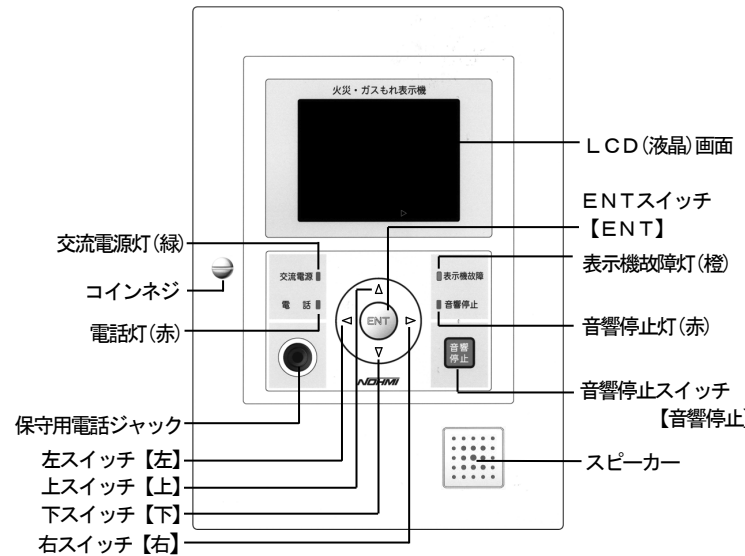 火災・ガスもれ表示機
LCD(液晶)画面
ENTスイッチ
【ENT】
交流電源灯(緑)
表示機故障灯(橙)
交流電源
表示機故障
コインネジ
電話
音響停止
ENT
電話灯(赤)
音響停止灯(赤)
音響
停止
NOHMI
音響停止スイッチ
【音響停止】
保守用電話ジャック
左スイッチ【左】
スピーカー
上スイッチ【上】
下スイッチ【下】
右スイッチ【右】